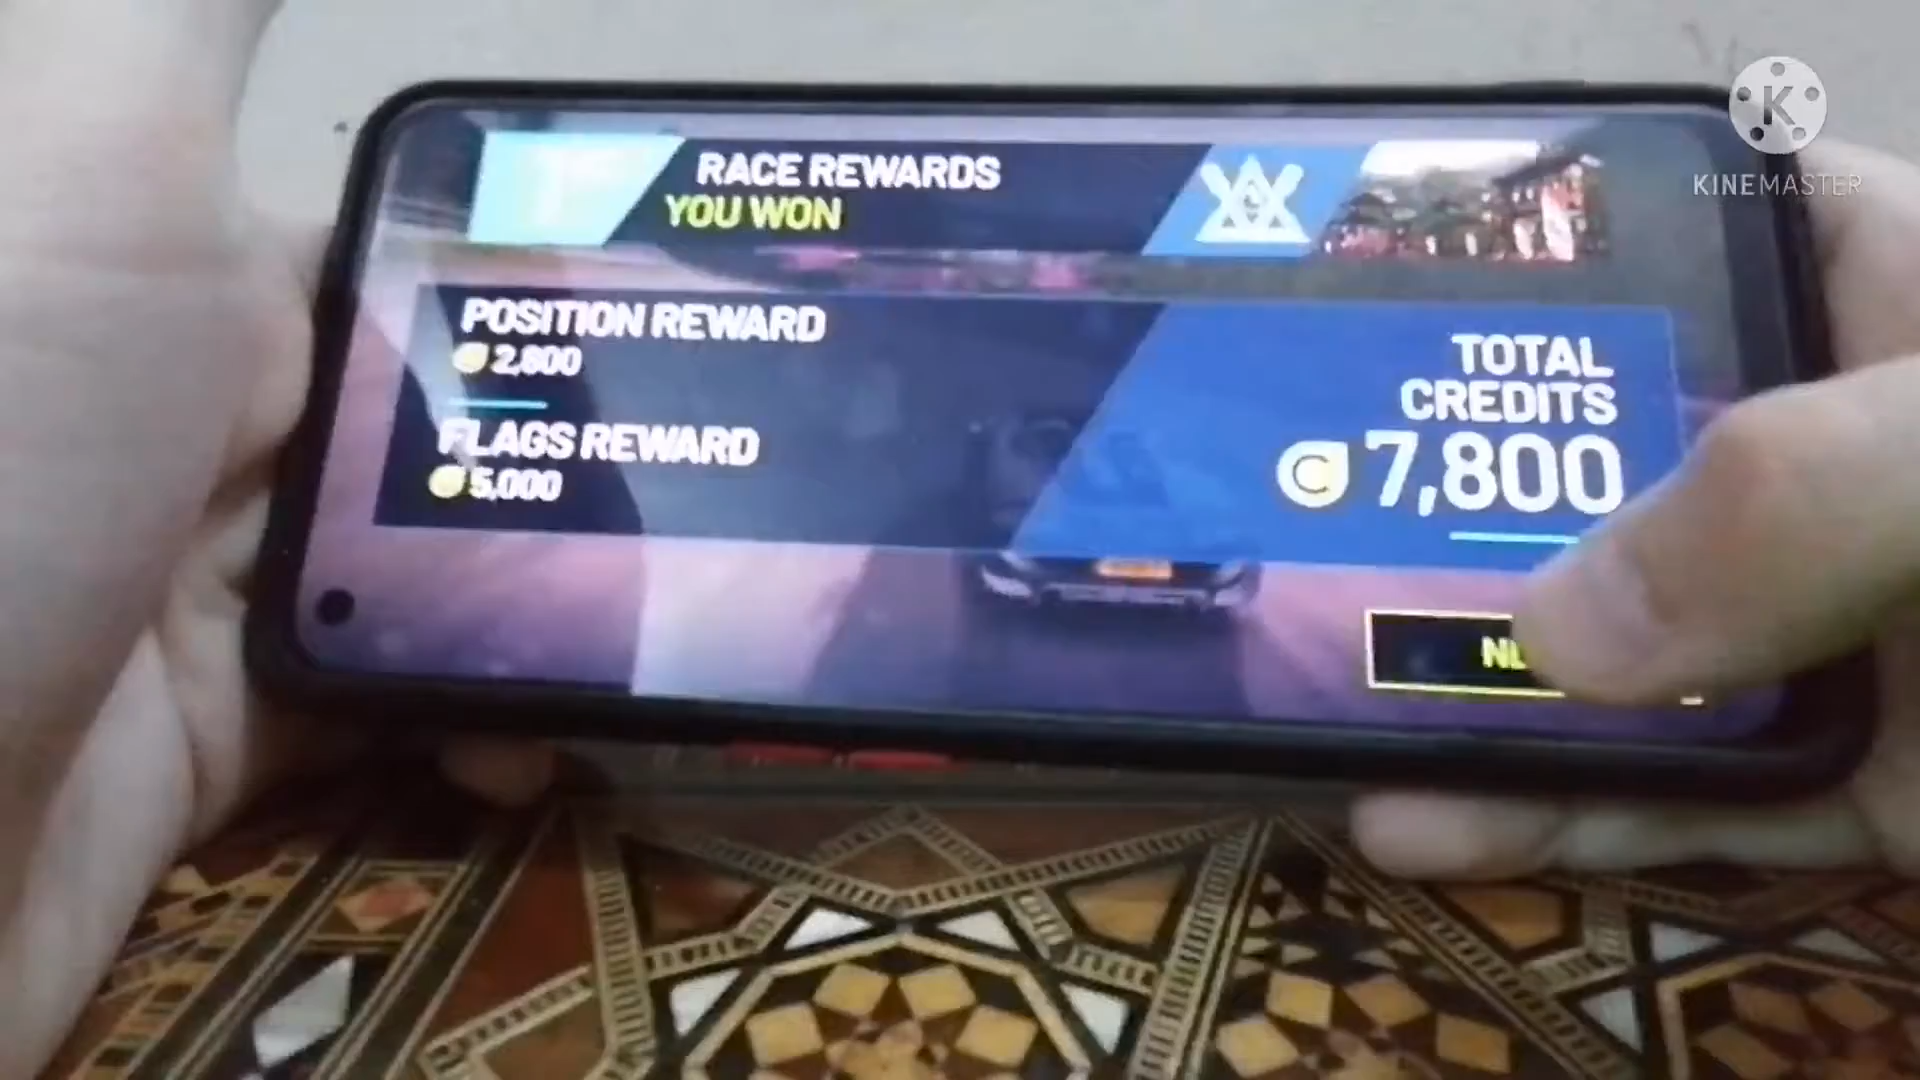 RACE REWARDS
YOU WON
POSITION REWARD
2,800
FLAGS REWARD
5,000
TOTAL
CREDITS
7,800
K
KINEMASTER